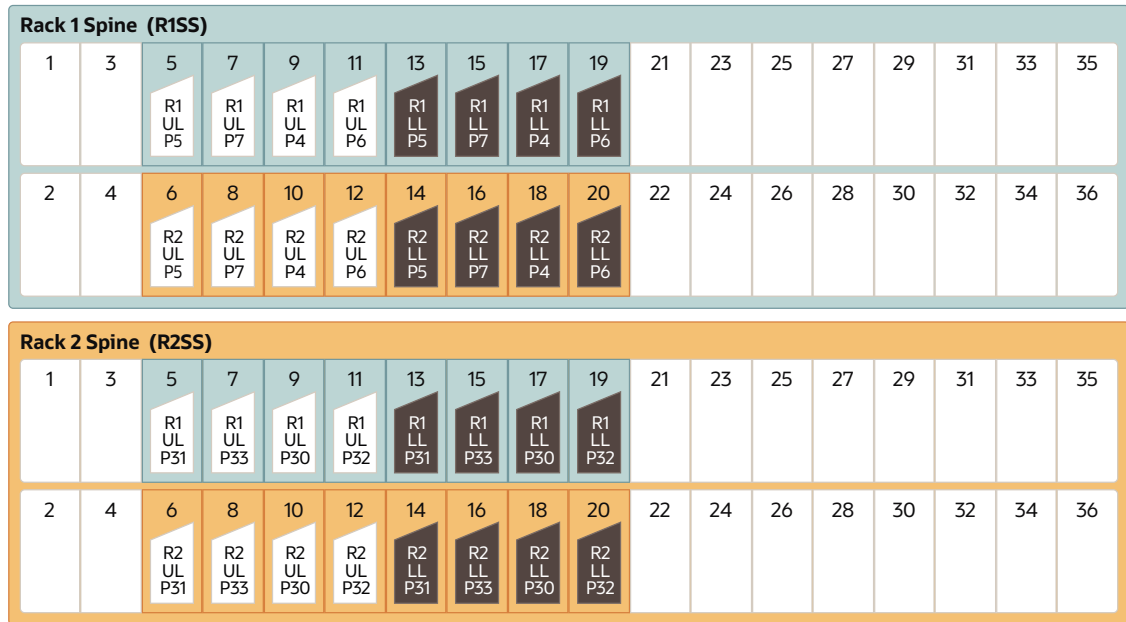 Rack 1 Spine (R1SS)
1 3 5 7 9 11 13 15 17 19 21 23 25 27 29 31 33 35
R1 R1 R1 R1 R1 R1 R1 R1
UL UL UL UL LL LL LL LL
P5 P7 P4 P6 P5 P7 P4 P6
2 4 6 8 10 12 14 16 18 20 22 24 26 28 30 32 34 36
R2 R2 R2 R2 R2 R2 R2 R2
UL UL UL UL LL LL LL LL
P5 P7 P4 P6 P5 P7 P4 P6
Rack 2 Spine (R2SS)
1 3 5 7 9 11 13 15 17 19 21 23 25 27 29 31 33 35
R1 R1 R1 R1 R1 R1 R1 R1
UL UL UL UL LL LL LL LL
P31 P33 P30 P32 P31 P33 P30 P32
2 4 6 8 10 12 14 16 18 20 22 24 26 28 30 32 34 36
R2 R2 R2 R2 R2 R2 R2 R2
UL UL UL UL LL LL LL LL
P31 P33 P30 P32 P31 P33 P30 P32